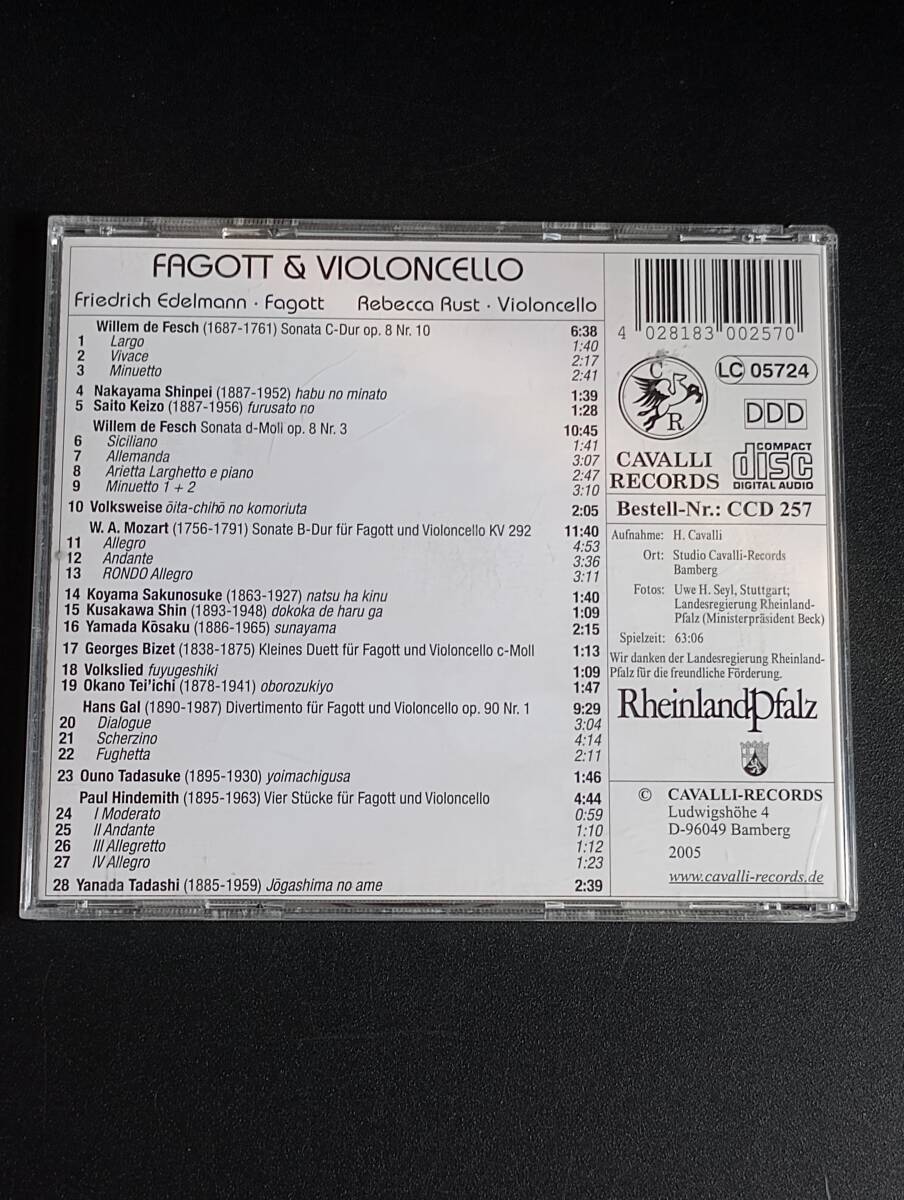 FAGOTT & VIOLONCELLO
Friedrich Edelmann · Fagott Rebecca Rust · Violoncello
Willem de Fesch (1687-1761) Sonata C-Dur op. 8 Nr. 10 6:38
1 Largo 1:40
2 Vivace 2:17
3 Minuetto 2:41
4 Nakayama Shinpei (1887-1952) habu no minato 1:39
5 Saito Keizo (1887-1956) furusato no 1:28
Willem de Fesch Sonata d-Moll op. 8 Nr. 3 10:45
6 Siciliano 1:41
7 Allemanda 3:07
8 Arietta Larghetto e piano 2:47
9 Minuetto 1 + 2 3:10
10 Volksweise ōita-chihō no komoriuta 2:05
W. A. Mozart (1756-1791) Sonate B-Dur für Fagott und Violoncello KV 292 11:40
11 Allegro 4:53
12 Andante 3:36
13 RONDO Allegro 3:11
14 Koyama Sakunosuke (1863-1927) natsu ha kinu 1:40
15 Kusakawa Shin (1893-1948) dokoka de haru ga 1:09
16 Yamada Kōsaku (1886-1965) sunayama 2:15
17 Georges Bizet (1838-1875) Kleines Duett für Fagott und Violoncello c-Moll 1:13
18 Volkslied fuyugeshiki 1:09
19 Okano Tei'ichi (1878-1941) oborozukiyo 1:47
Hans Gal (1890-1987) Divertimento für Fagott und Violoncello op. 90 Nr. 1 9:29
20 Dialogue 3:04
21 Scherzino 4:14
22 Fughetta 2:11
23 Ouno Tadasuke (1895-1930) yoimachigusa 1:46
Paul Hindemith (1895-1963) Vier Stücke für Fagott und Violoncello 4:44
24 I Moderato 0:59
25 II Andante 1:10
26 III Allegretto 1:12
27 IV Allegro 1:23
28 Yanada Tadashi (1885-1959) Jōgashima no ame 2:39
4 028183 002570
C R
LC 05724
DDD
CAVALLI RECORDS
COMPACT disc DIGITAL AUDIO
Bestell-Nr.: CCD 257
Aufnahme: H. Cavalli
Ort: Studio Cavalli-Records
Bamberg
Fotos: Uwe H. Seyl, Stuttgart;
Landesregierung Rheinland-
Pfalz (Ministerpräsident Beck)
Spielzeit: 63:06
Wir danken der Landesregierung Rheinland-
Pfalz für die freundliche Förderung.
RheinlandPfalz
© CAVALLI-RECORDS
Ludwigshöhe 4
D-96049 Bamberg
2005
www.cavalli-records.de